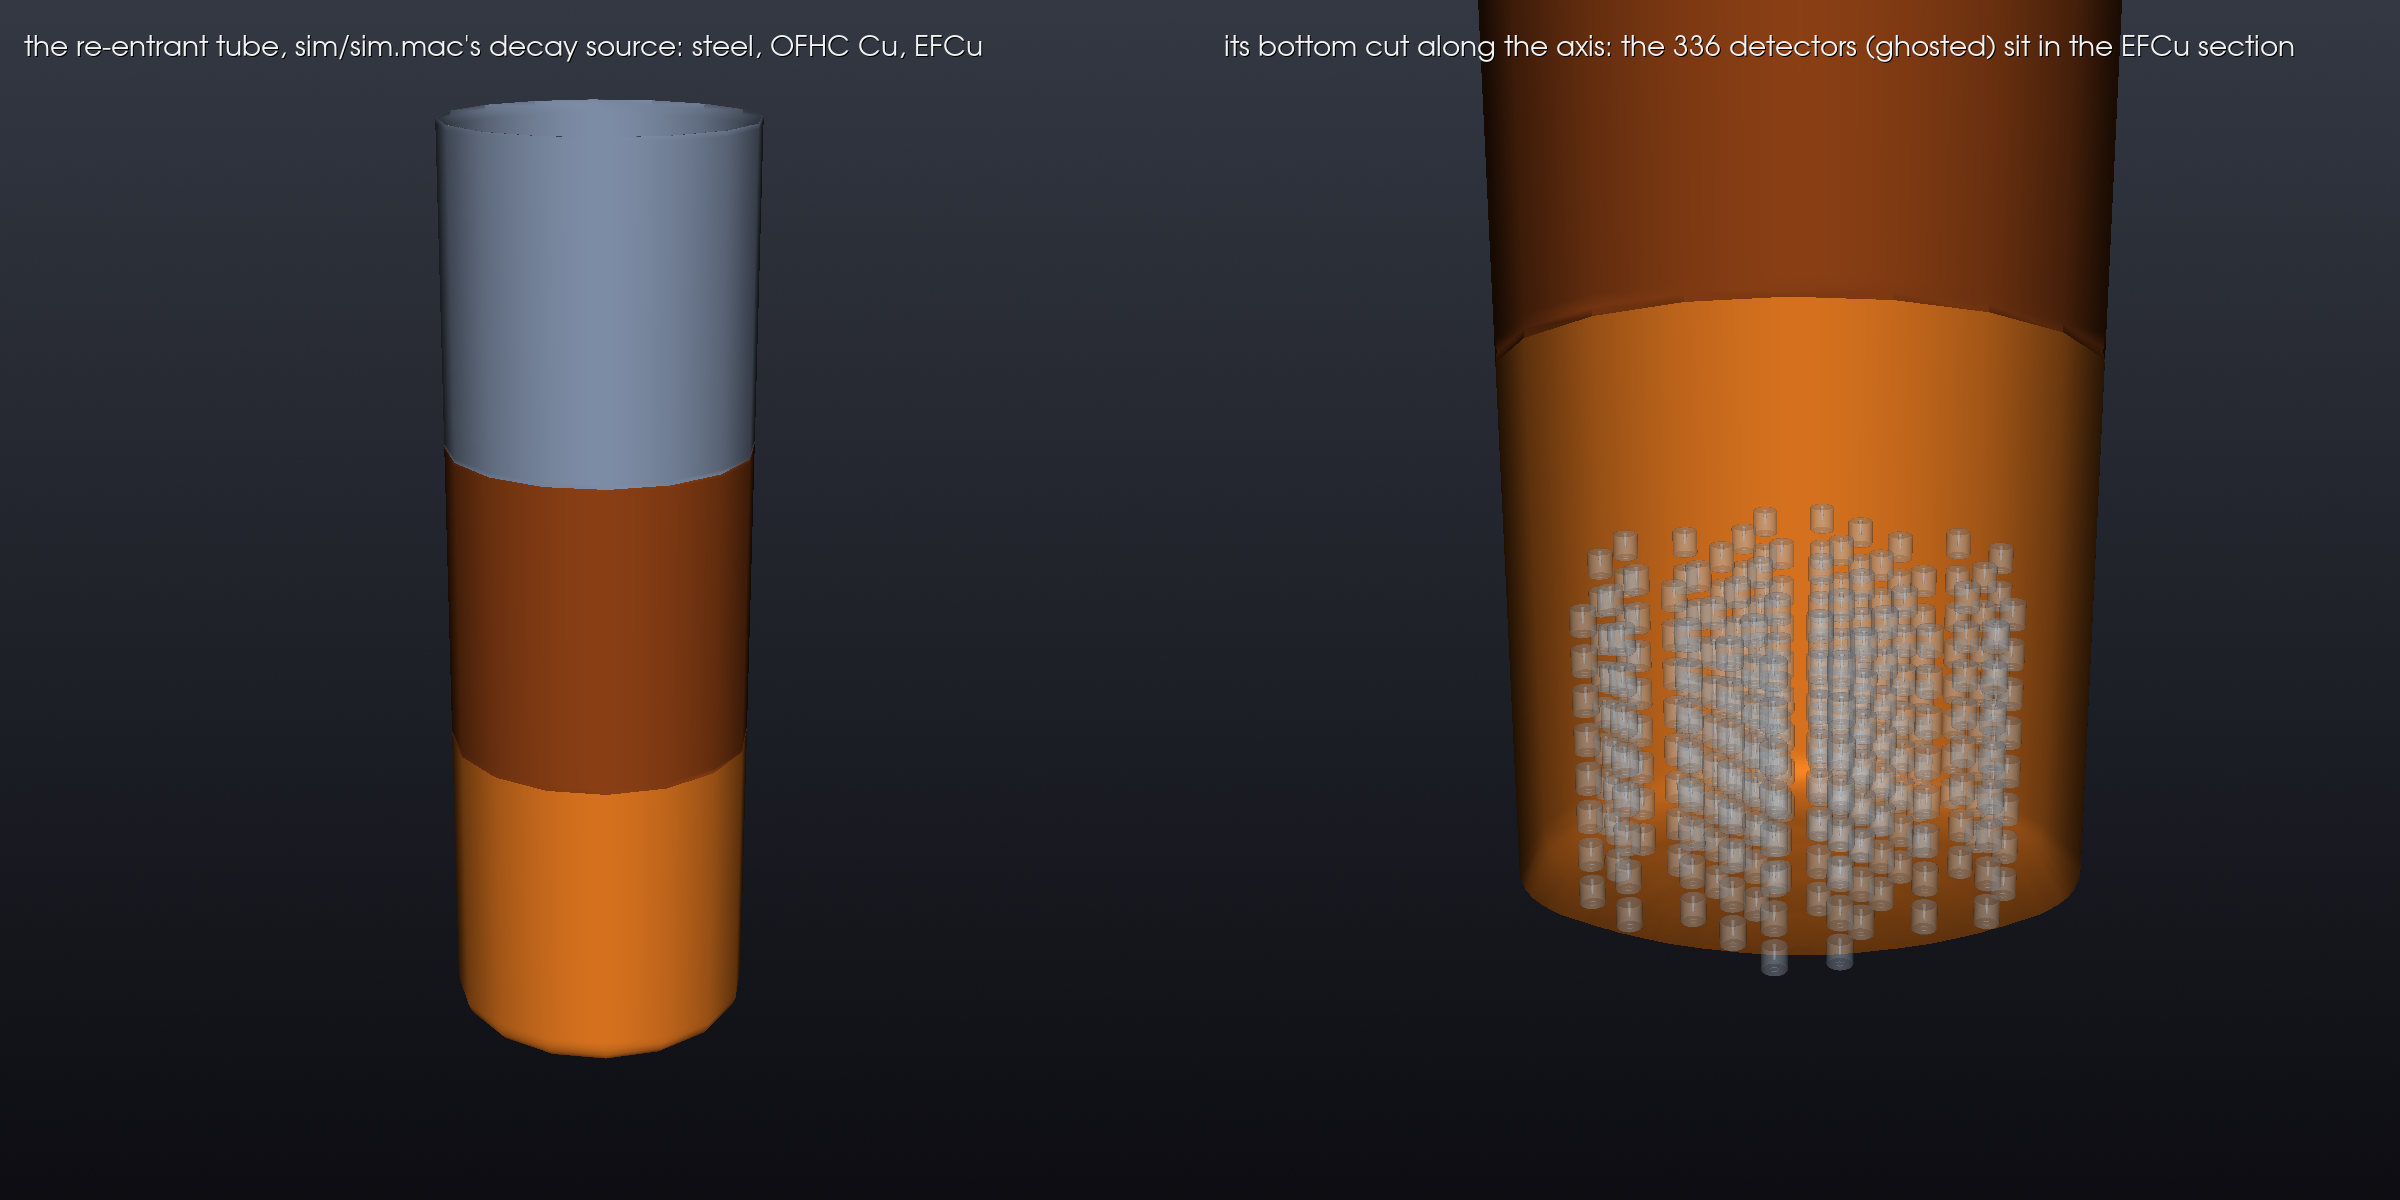 the re-entrant tube, sim/sim.mac's decay source: steel, OFHC Cu, EFCu
its bottom cut along the axis: the 336 detectors (ghosted) sit in the EFCu section